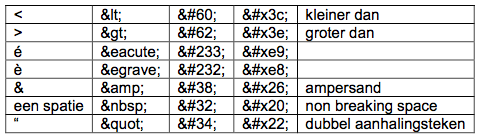 < &lt; &#60; &#x3c; kleiner dan
> &gt; &#62; &#x3e; groter dan
é &eacute; &#233; &#xe9;
è &egrave; &#232; &#xe8;
& &amp; &#38; &#x26; ampersand
een spatie &nbsp; &#32; &#x20; non breaking space
“ &quot; &#34; &#x22; dubbel aanhalingsteken